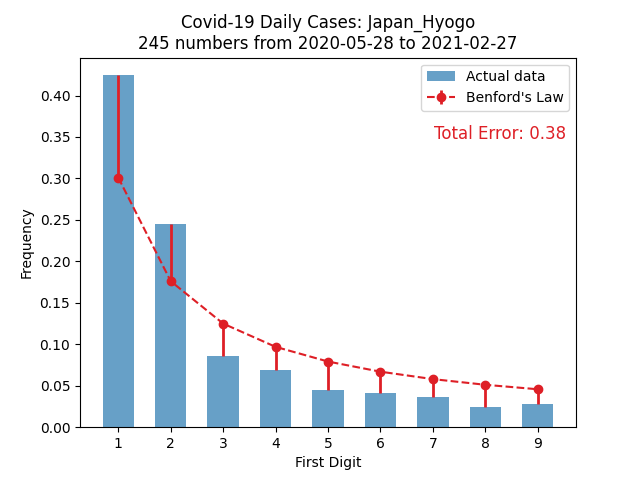 Covid-19 Daily Cases: Japan_Hyogo
245 numbers from 2020-05-28 to 2021-02-27
Actual data
Benford's Law
Total Error: 0.38
Frequency
0.40
0.35
0.30
0.25
0.20
0.15
0.10
0.05
0.00
1 2 3 4 5 6 7 8 9
First Digit